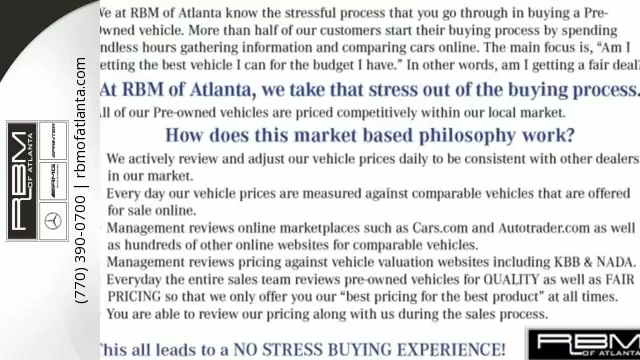 e at RBM of Atlanta know the stressful process that you go through in buying a Pre-
wned vehicle. More than half of our customers start their buying process by spending
ndless hours gathering information and comparing cars online. The main focus is, “Am I
etting the best vehicle I can for the budget I have.” In other words, am I getting a fair deal?
At RBM of Atlanta, we take that stress out of the buying process.
ll of our Pre-owned vehicles are priced competitively within our local market.
How does this market based philosophy work?
We actively review and adjust our vehicle prices daily to be consistent with other dealers
in our market.
Every day our vehicle prices are measured against comparable vehicles that are offered
for sale online.
Management reviews online marketplaces such as Cars.com and Autotrader.com as well
as hundreds of other online websites for comparable vehicles.
Management reviews pricing against vehicle valuation websites including KBB & NADA.
Everyday the entire sales team reviews pre-owned vehicles for QUALITY as well as FAIR
PRICING so that we only offer you our “best pricing for the best product” at all times.
You are able to review our pricing along with us during the sales process.
This all leads to a NO STRESS BUYING EXPERIENCE!
RBM
OF ATLANTA
RBM
OF ATLANTA
AMG
SPRINTER
(770) 390-0700 | rbmofatlanta.com